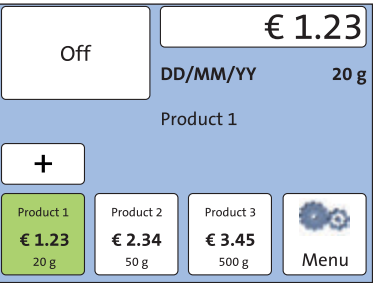 Off
€ 1.23
DD/MM/YY 20 g
Product 1
+
Product 1 Product 2 Product 3
€ 1.23 € 2.34 € 3.45
20 g 50 g 500 g
Menu